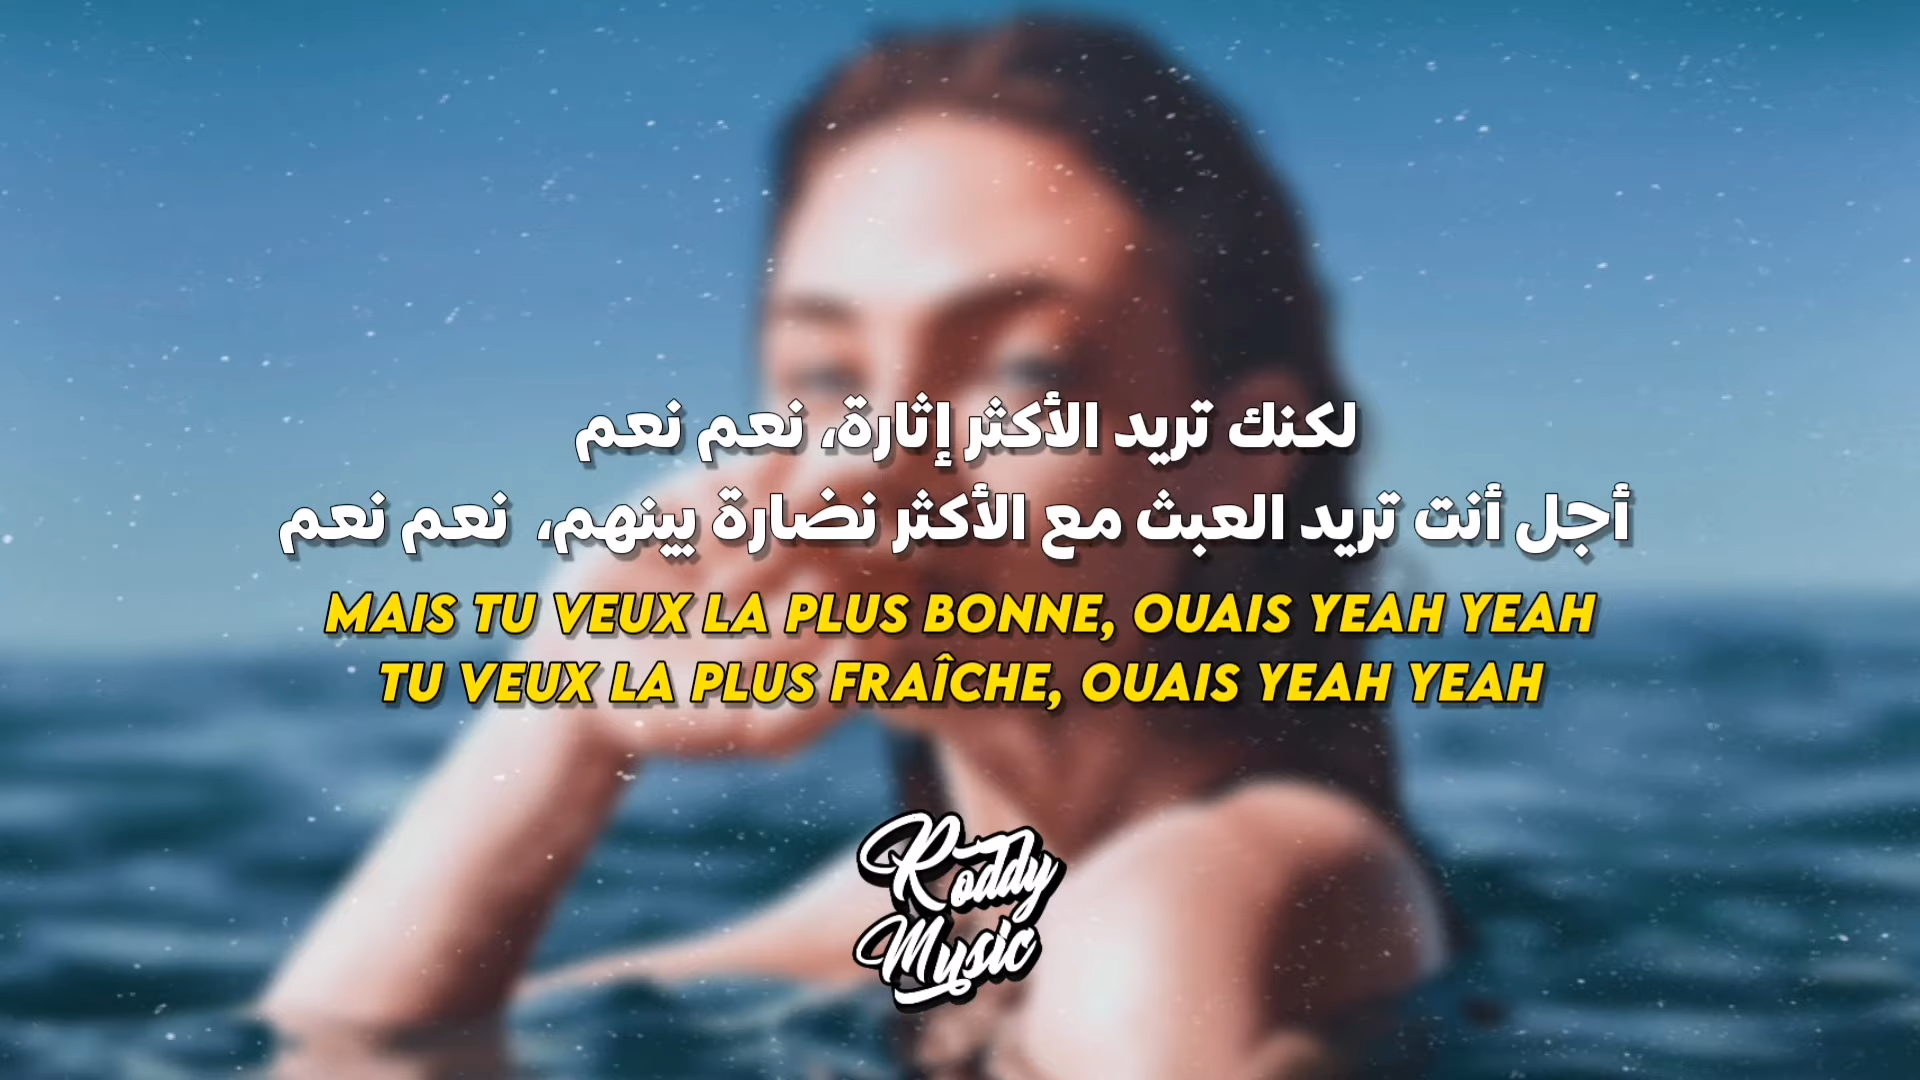 لكنك تريد الأكثر إثارة، نعم نعم
أجل أنت تريد العبث مع الأكثر نضارة بينهم، نعم نعم
MAIS TU VEUX LA PLUS BONNE, OUAIS YEAH YEAH
TU VEUX LA PLUS FRAÎCHE, OUAIS YEAH YEAH
Roddy
Music